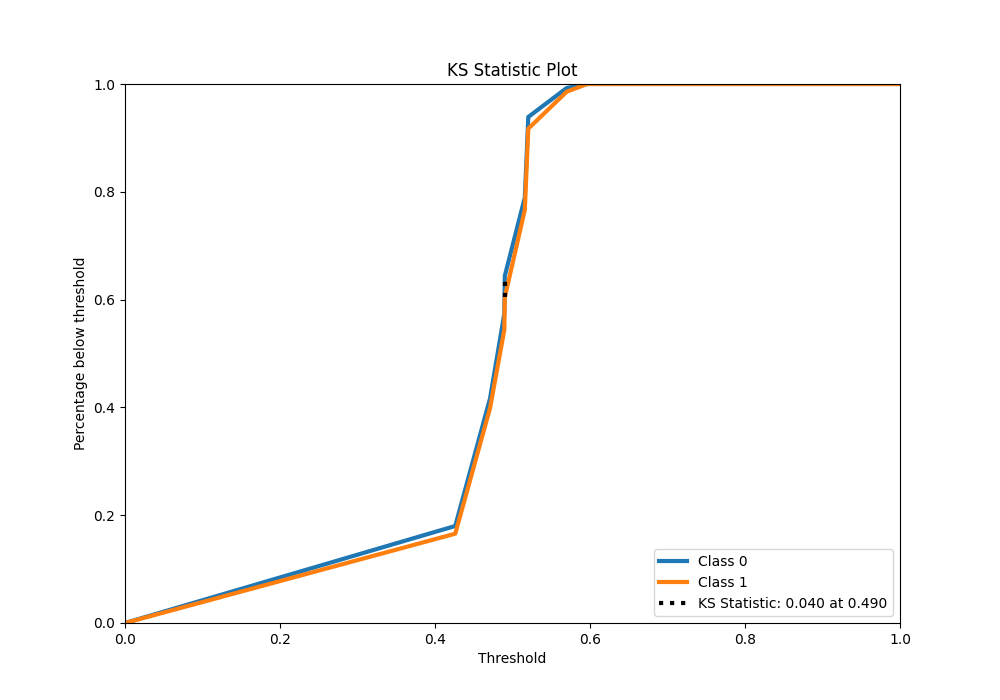 KS Statistic Plot
1.0
0.8
0.6
0.4
0.2
0.0
Percentage below threshold
0.0 0.2 0.4 0.6 0.8 1.0
Threshold
Class 0
Class 1
KS Statistic: 0.040 at 0.490